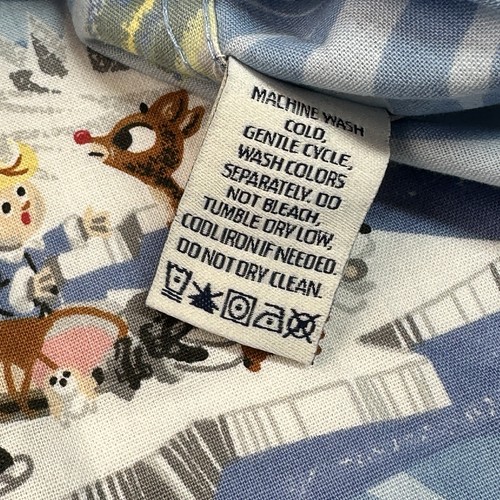 MACHINE WASH
COLD,
GENTLE CYCLE,
WASH COLORS
SEPARATELY. DO
NOT BLEACH,
TUMBLE DRY LOW,
COOL IRON IF NEEDED.
DO NOT DRY CLEAN.